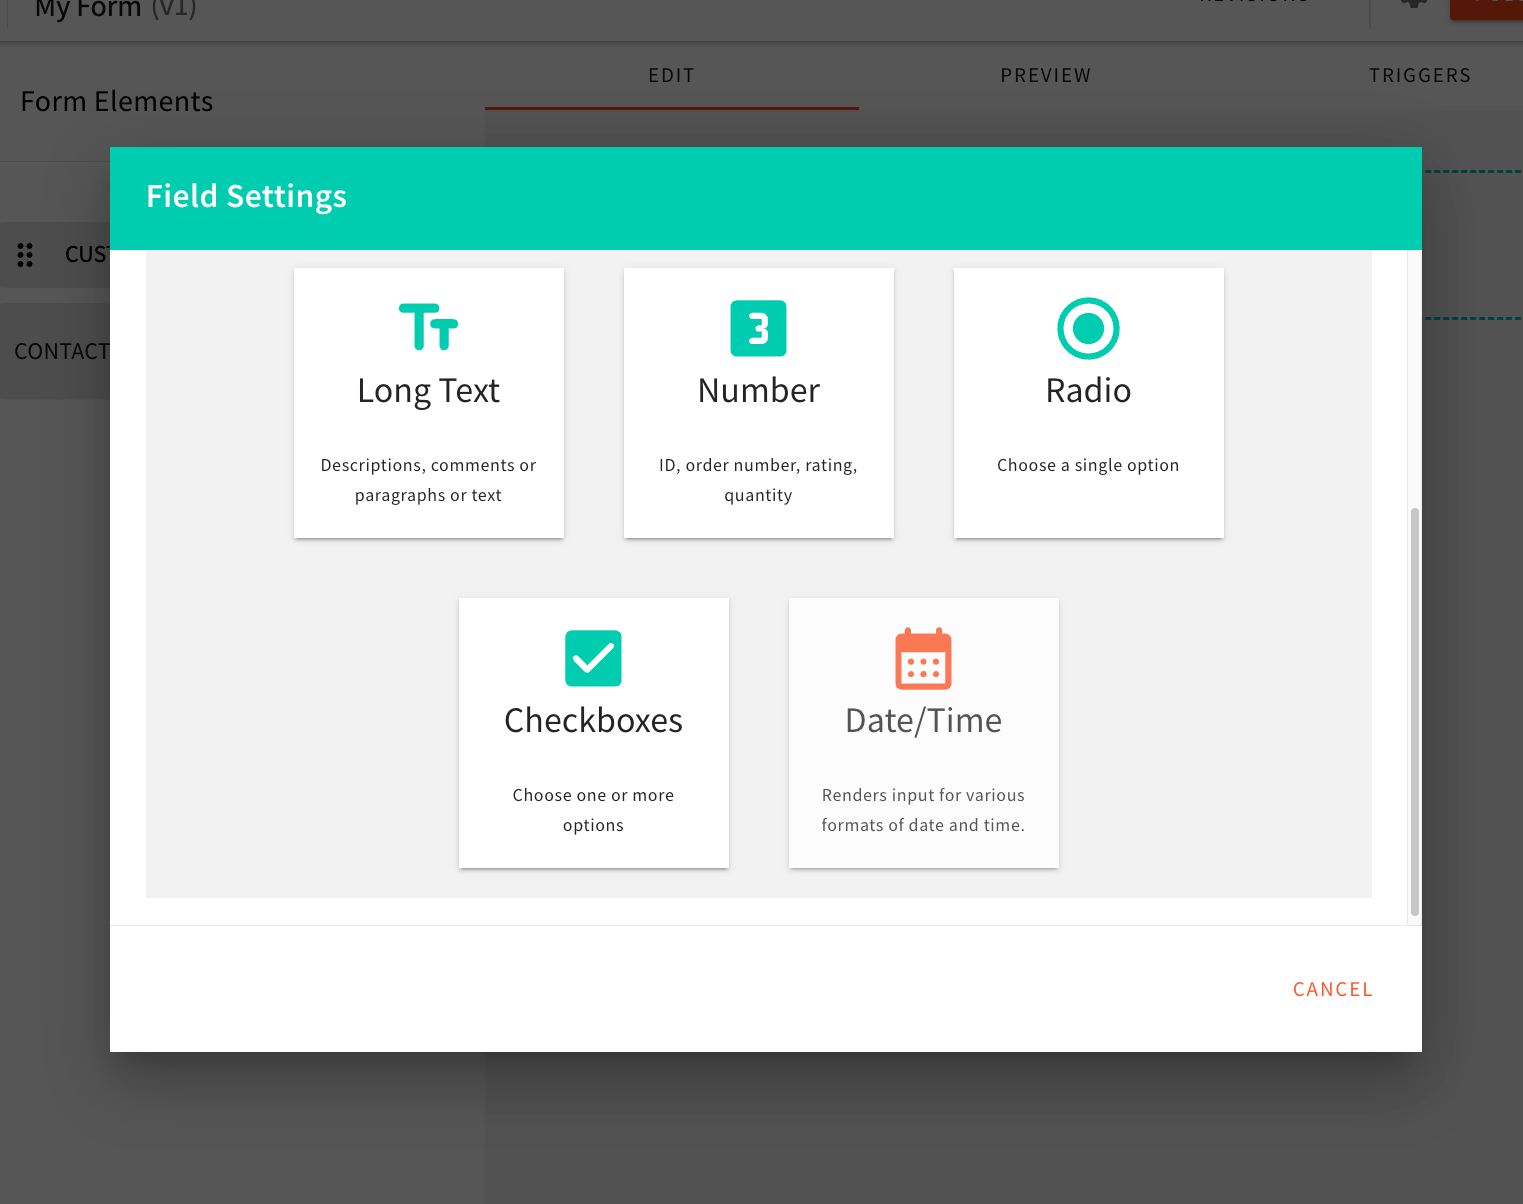 My Form (V1)
REVISIONS
EDIT
PREVIEW
TRIGGERS
Form Elements
Field Settings
CONTACT
Long Text
Descriptions, comments or
paragraphs or text
3
Number
ID, order number, rating,
quantity
Radio
Choose a single option
Checkboxes
Choose one or more
options
Date/Time
Renders input for various
formats of date and time.
CANCEL